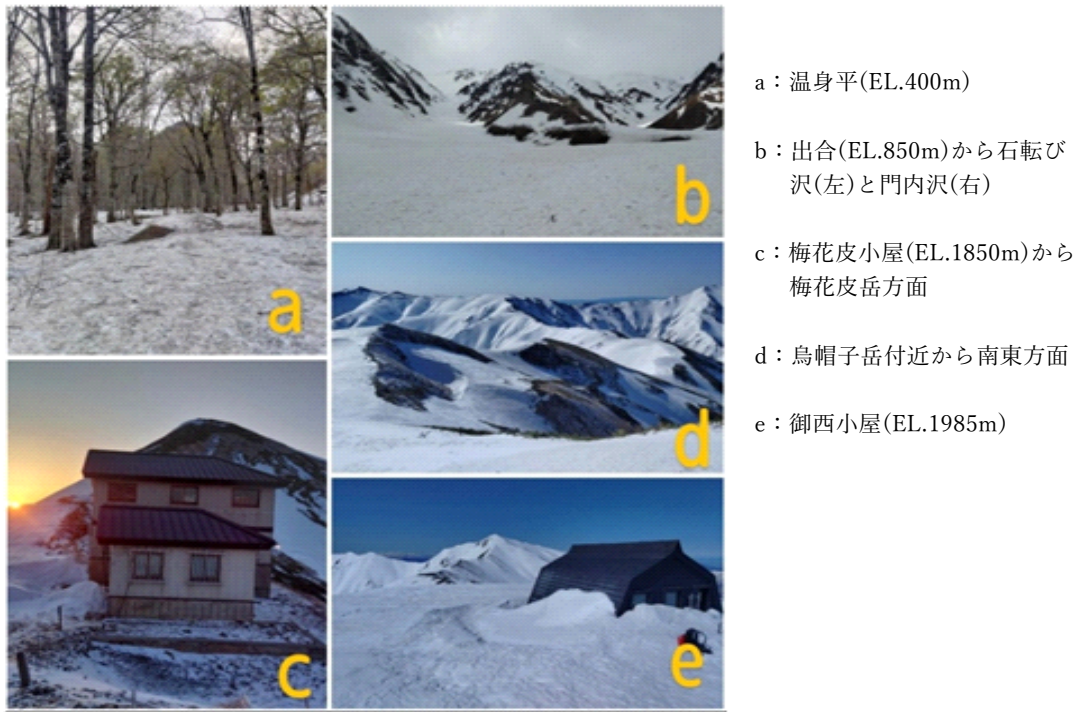 a
b
c
d
e
a：温身平(EL.400m)
b：出合(EL.850m)から石転び
沢(左)と門内沢(右)
c：梅花皮小屋(EL.1850m)から
梅花皮岳方面
d：烏帽子岳付近から南東方面
e：御西小屋(EL.1985m)